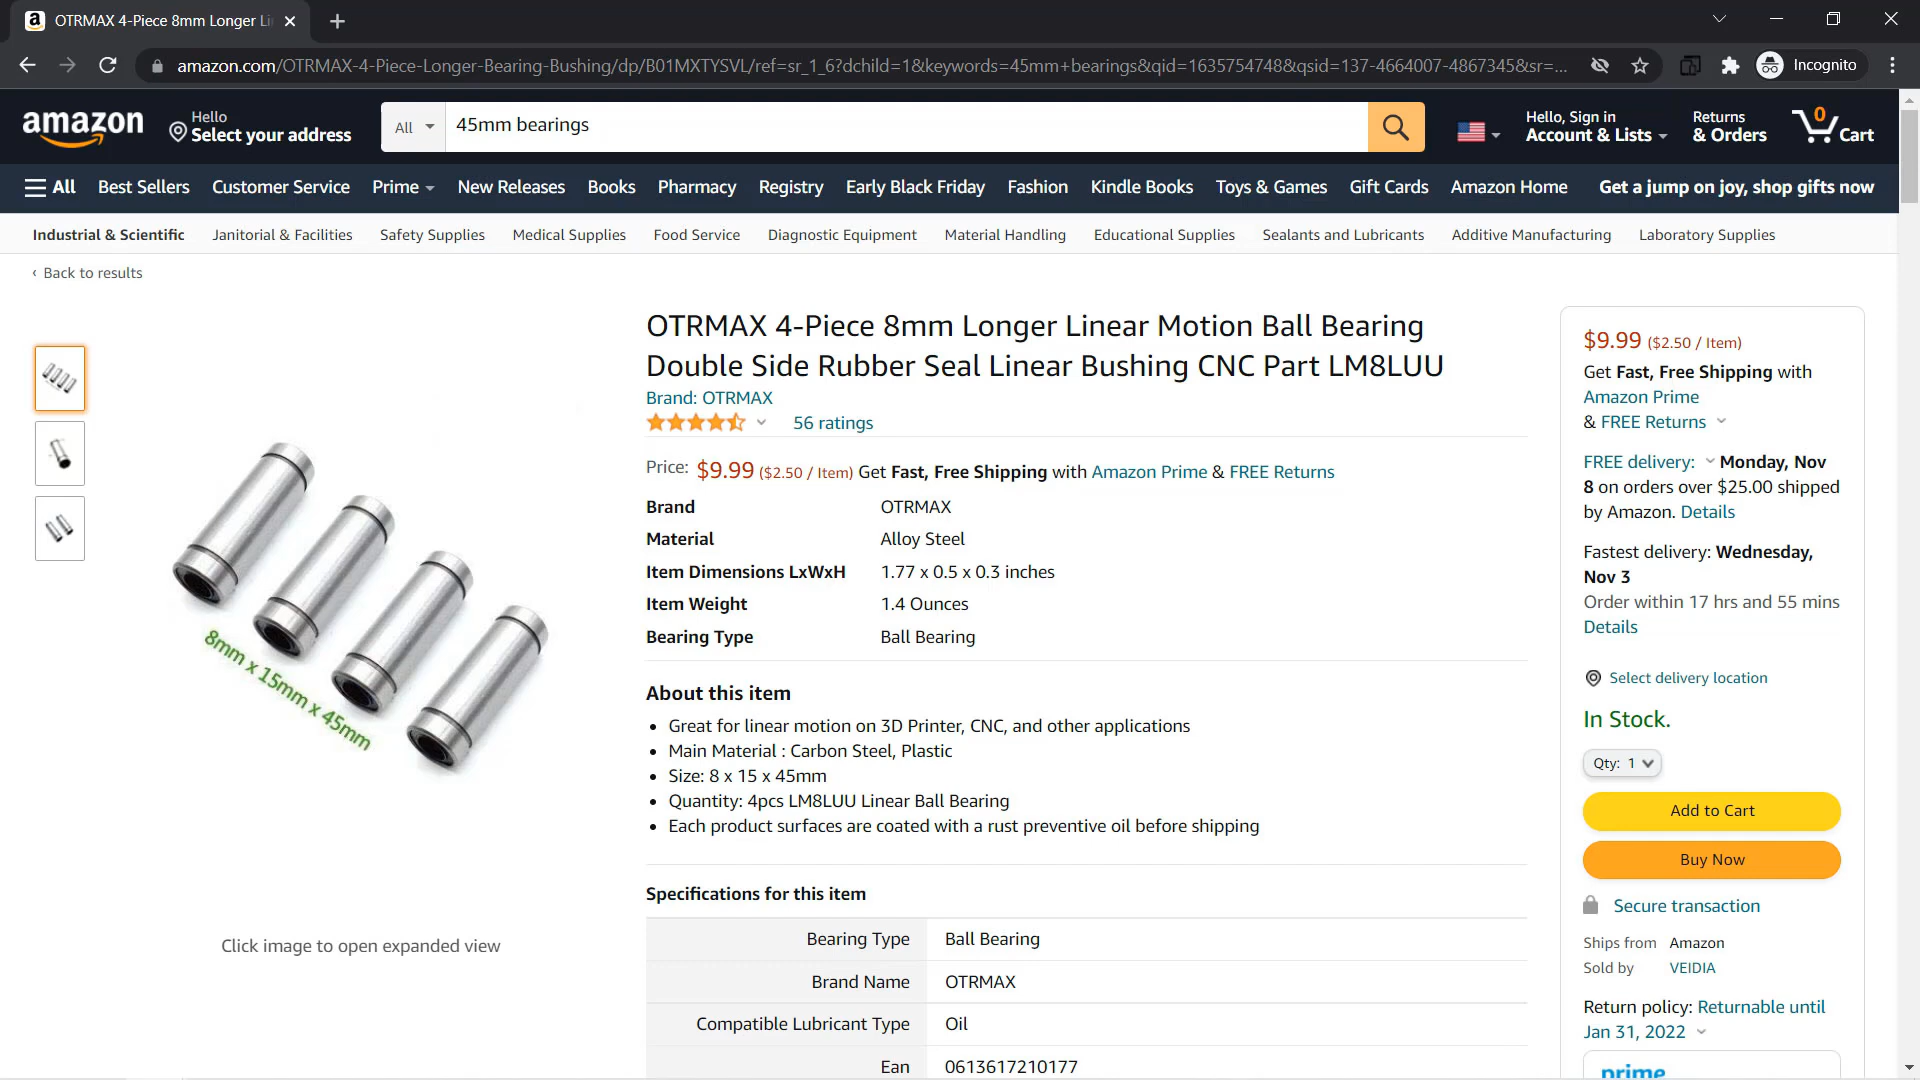 OTRMAX 4-Piece 8mm Longer Li
amazon.com/OTRMAX-4-Piece-Longer-Bearing-Bushing/dp/B01MXTYSVL/ref=sr_1_6?dchild=1&keywords=45mm+bearings&qid=1635754748&qsid=137-4664007-4867345&sr=...
Incognito
amazon
Hello
Select your address
All
45mm bearings
Hello, Sign in
Account & Lists
Returns
& Orders
0
Cart
All
Best Sellers
Customer Service
Prime
New Releases
Books
Pharmacy
Registry
Early Black Friday
Fashion
Kindle Books
Toys & Games
Gift Cards
Amazon Home
Get a jump on joy, shop gifts now
Industrial & Scientific
Janitorial & Facilities
Safety Supplies
Medical Supplies
Food Service
Diagnostic Equipment
Material Handling
Educational Supplies
Sealants and Lubricants
Additive Manufacturing
Laboratory Supplies
‹ Back to results
8mm x 15mm x 45mm
Click image to open expanded view
OTRMAX 4-Piece 8mm Longer Linear Motion Ball Bearing
Double Side Rubber Seal Linear Bushing CNC Part LM8LUU
Brand: OTRMAX
56 ratings
Price: $9.99 ($2.50 / Item) Get Fast, Free Shipping with Amazon Prime & FREE Returns
Brand OTRMAX
Material Alloy Steel
Item Dimensions LxWxH 1.77 x 0.5 x 0.3 inches
Item Weight 1.4 Ounces
Bearing Type Ball Bearing
About this item
• Great for linear motion on 3D Printer, CNC, and other applications
• Main Material : Carbon Steel, Plastic
• Size: 8 x 15 x 45mm
• Quantity: 4pcs LM8LUU Linear Ball Bearing
• Each product surfaces are coated with a rust preventive oil before shipping
Specifications for this item
Bearing Type Ball Bearing
Brand Name OTRMAX
Compatible Lubricant Type Oil
Ean 0613617210177
$9.99 ($2.50 / Item)
Get Fast, Free Shipping with
Amazon Prime
& FREE Returns
FREE delivery: Monday, Nov
8 on orders over $25.00 shipped
by Amazon. Details
Fastest delivery: Wednesday,
Nov 3
Order within 17 hrs and 55 mins
Details
Select delivery location
In Stock.
Qty: 1
Add to Cart
Buy Now
Secure transaction
Ships from Amazon
Sold by VEIDIA
Return policy: Returnable until
Jan 31, 2022
prime